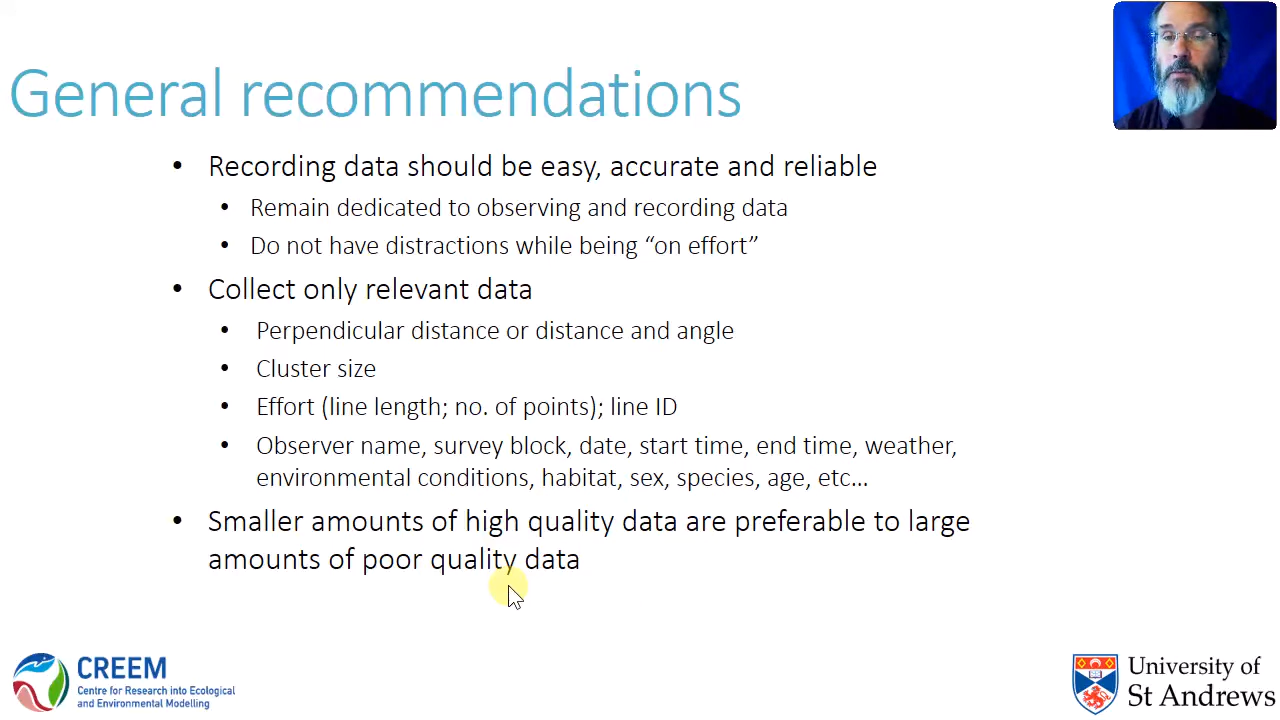 General recommendations
• Recording data should be easy, accurate and reliable
• Remain dedicated to observing and recording data
• Do not have distractions while being “on effort”
• Collect only relevant data
• Perpendicular distance or distance and angle
• Cluster size
• Effort (line length; no. of points); line ID
• Observer name, survey block, date, start time, end time, weather,
environmental conditions, habitat, sex, species, age, etc…
• Smaller amounts of high quality data are preferable to large
amounts of poor quality data
CREEM
Centre for Research into Ecological
and Environmental Modelling
University of
St Andrews